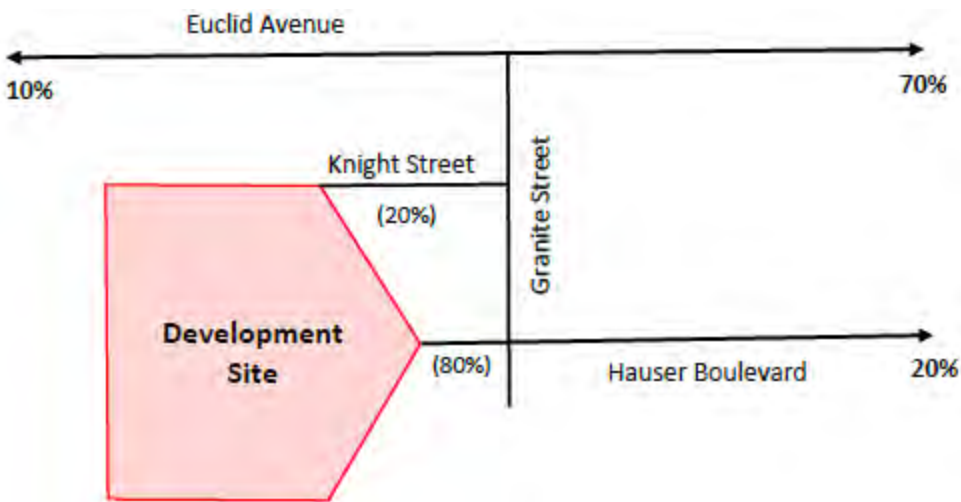 Euclid Avenue
10%
70%
Knight Street
(20%)
Granite Street
Development
Site
(80%)
Hauser Boulevard
20%